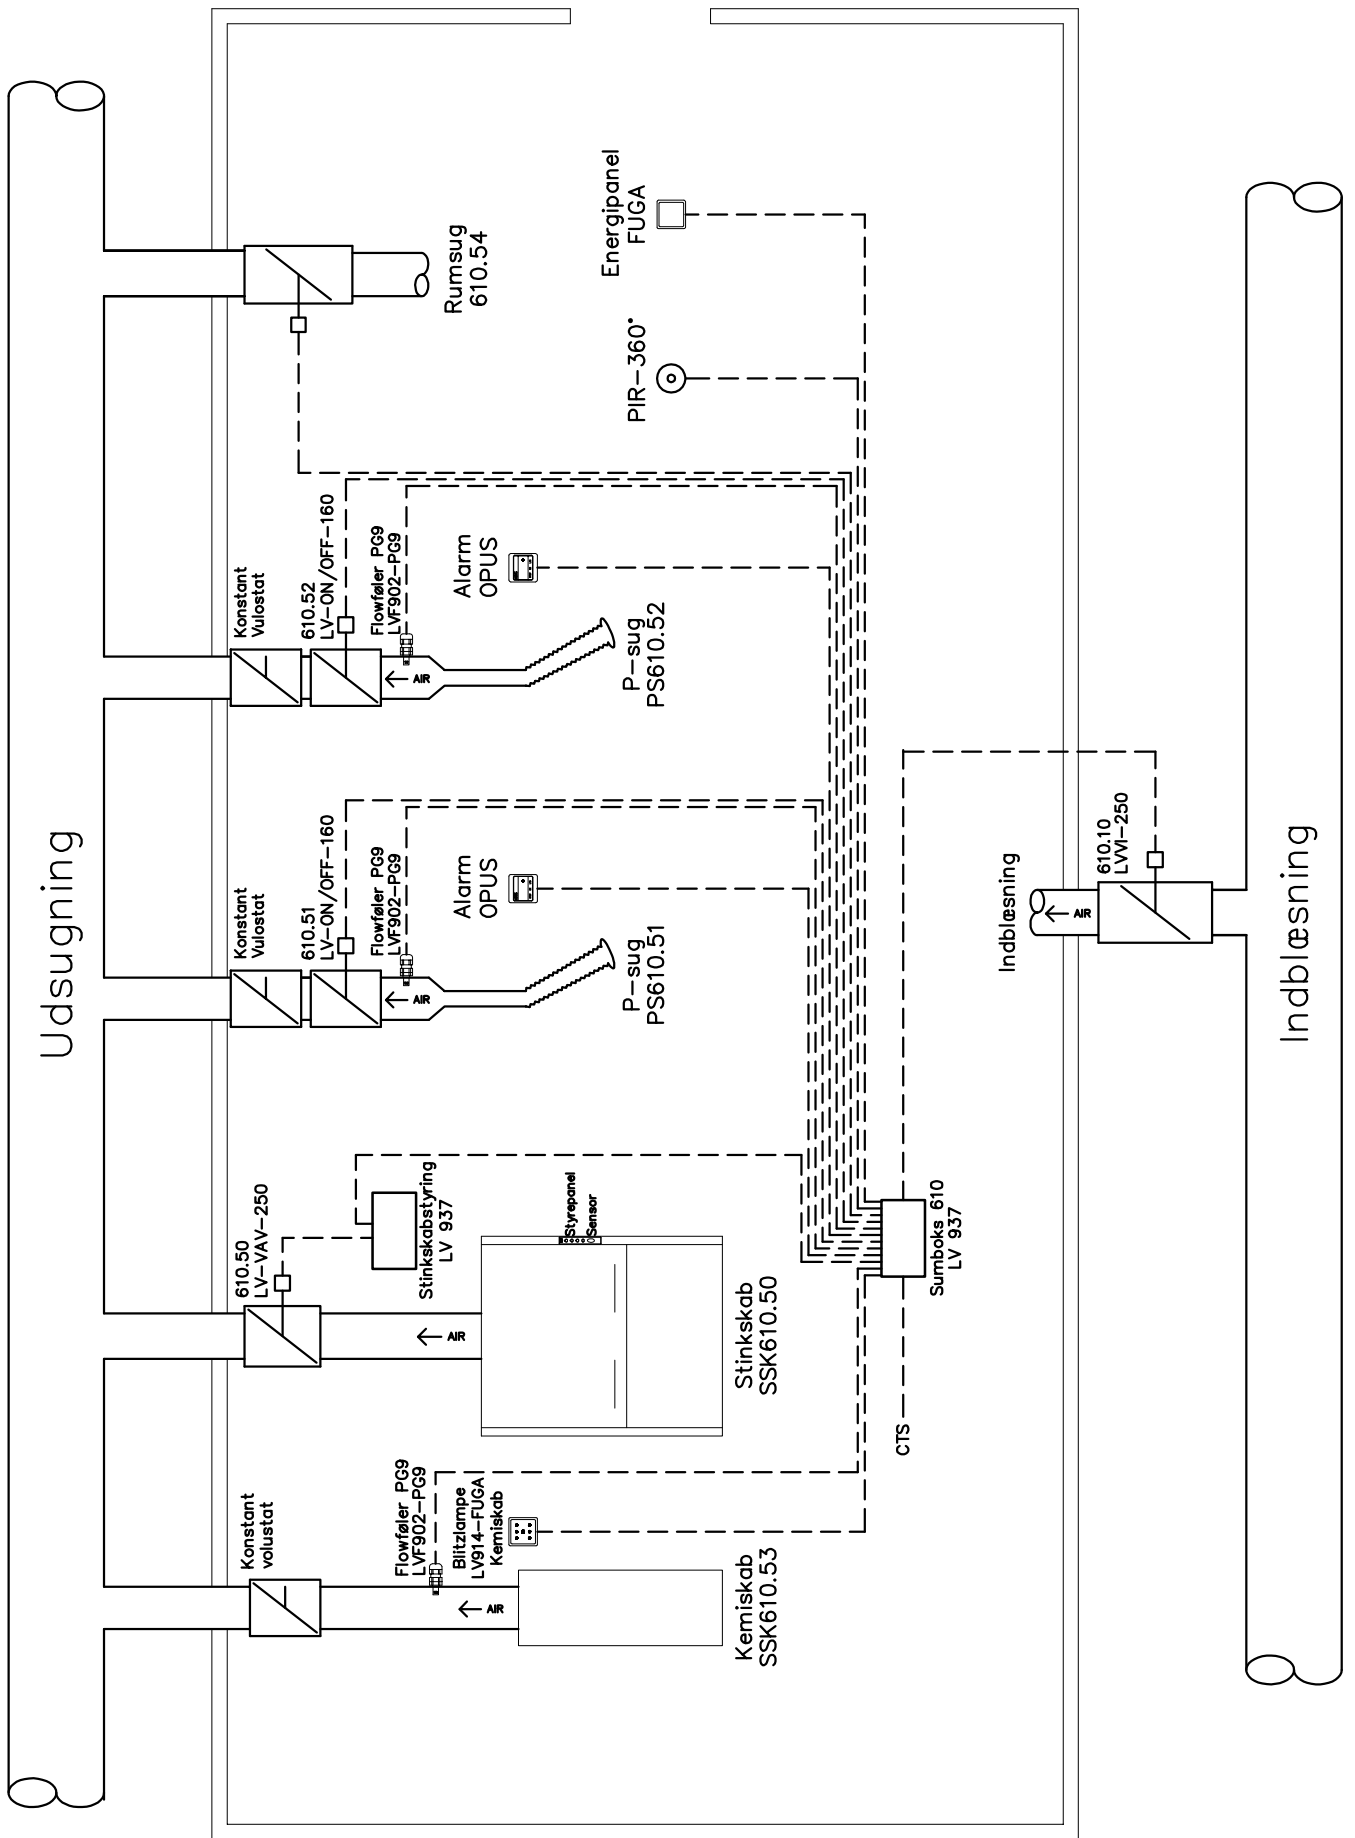 Udsugning
Konstant
volustat
610.50
LV-VAV-250
Konstant
Vulostat
610.51
LV-ON/OFF-160
Konstant
Vulostat
610.52
LV-ON/OFF-160
Flowføler PG9
LVF902-PG9
Blitzlampe
LV914-FUGA
Kemiskab
AIR
Kemiskab
SSK610.53
AIR
Stinkskabstyring
LV 937
Styrepanel
Sensor
Stinkskab
SSK610.50
Flowføler PG9
LVF902-PG9
AIR
Alarm
OPUS
P-sug
PS610.51
Flowføler PG9
LVF902-PG9
AIR
Alarm
OPUS
P-sug
PS610.52
Rumsug
610.54
PIR-360°
Energipanel
FUGA
CTS
Sumboks 610
LV 937
Indblæsning
AIR
610.10
LVVI-250
Indblæsning